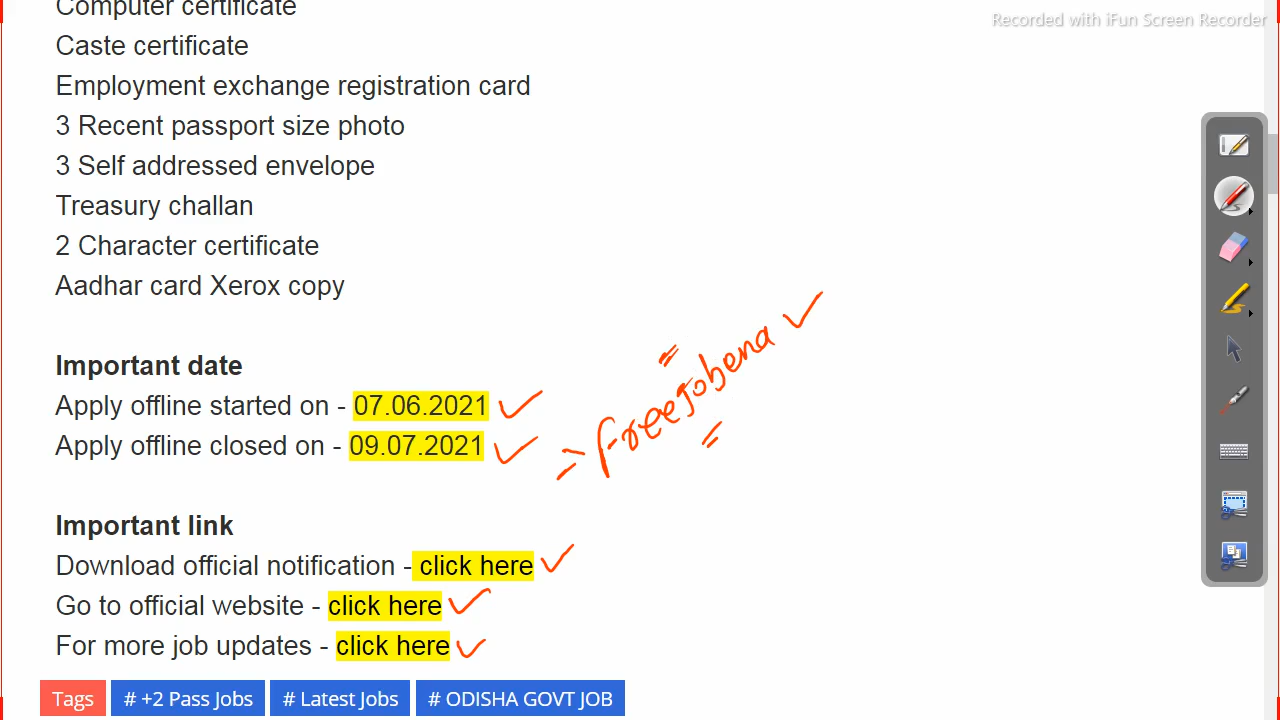 Computer certificate
Recorded with iFun Screen Recorder
Caste certificate
Employment exchange registration card
3 Recent passport size photo
3 Self addressed envelope
Treasury challan
2 Character certificate
Aadhar card Xerox copy
Important date
Apply offline started on - 07.06.2021
Apply offline closed on - 09.07.2021
Freejobena
Important link
Download official notification - click here
Go to official website - click here
For more job updates - click here
Tags # +2 Pass Jobs # Latest Jobs # ODISHA GOVT JOB